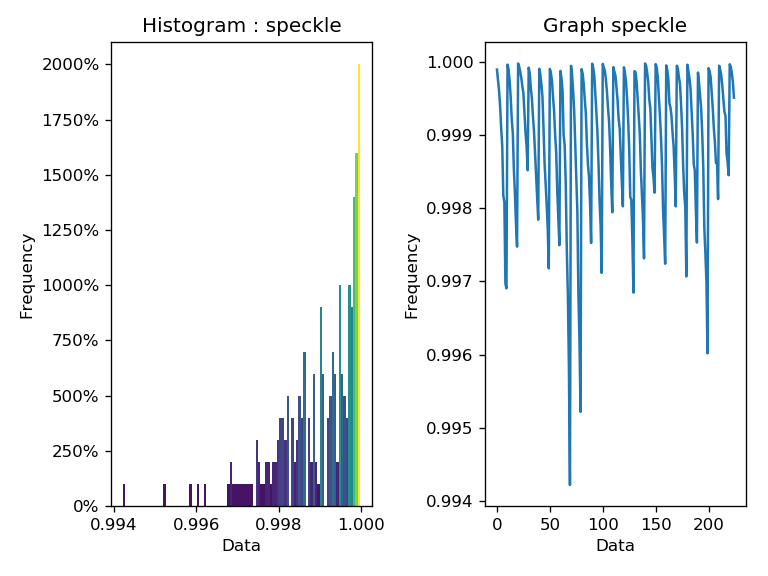 Histogram : speckle
Frequency
2000%
1750%
1500%
1250%
1000%
750%
500%
250%
0%
0.994 0.996 0.998 1.000
Data
Graph speckle
Frequency
1.000
0.999
0.998
0.997
0.996
0.995
0.994
0 50 100 150 200
Data